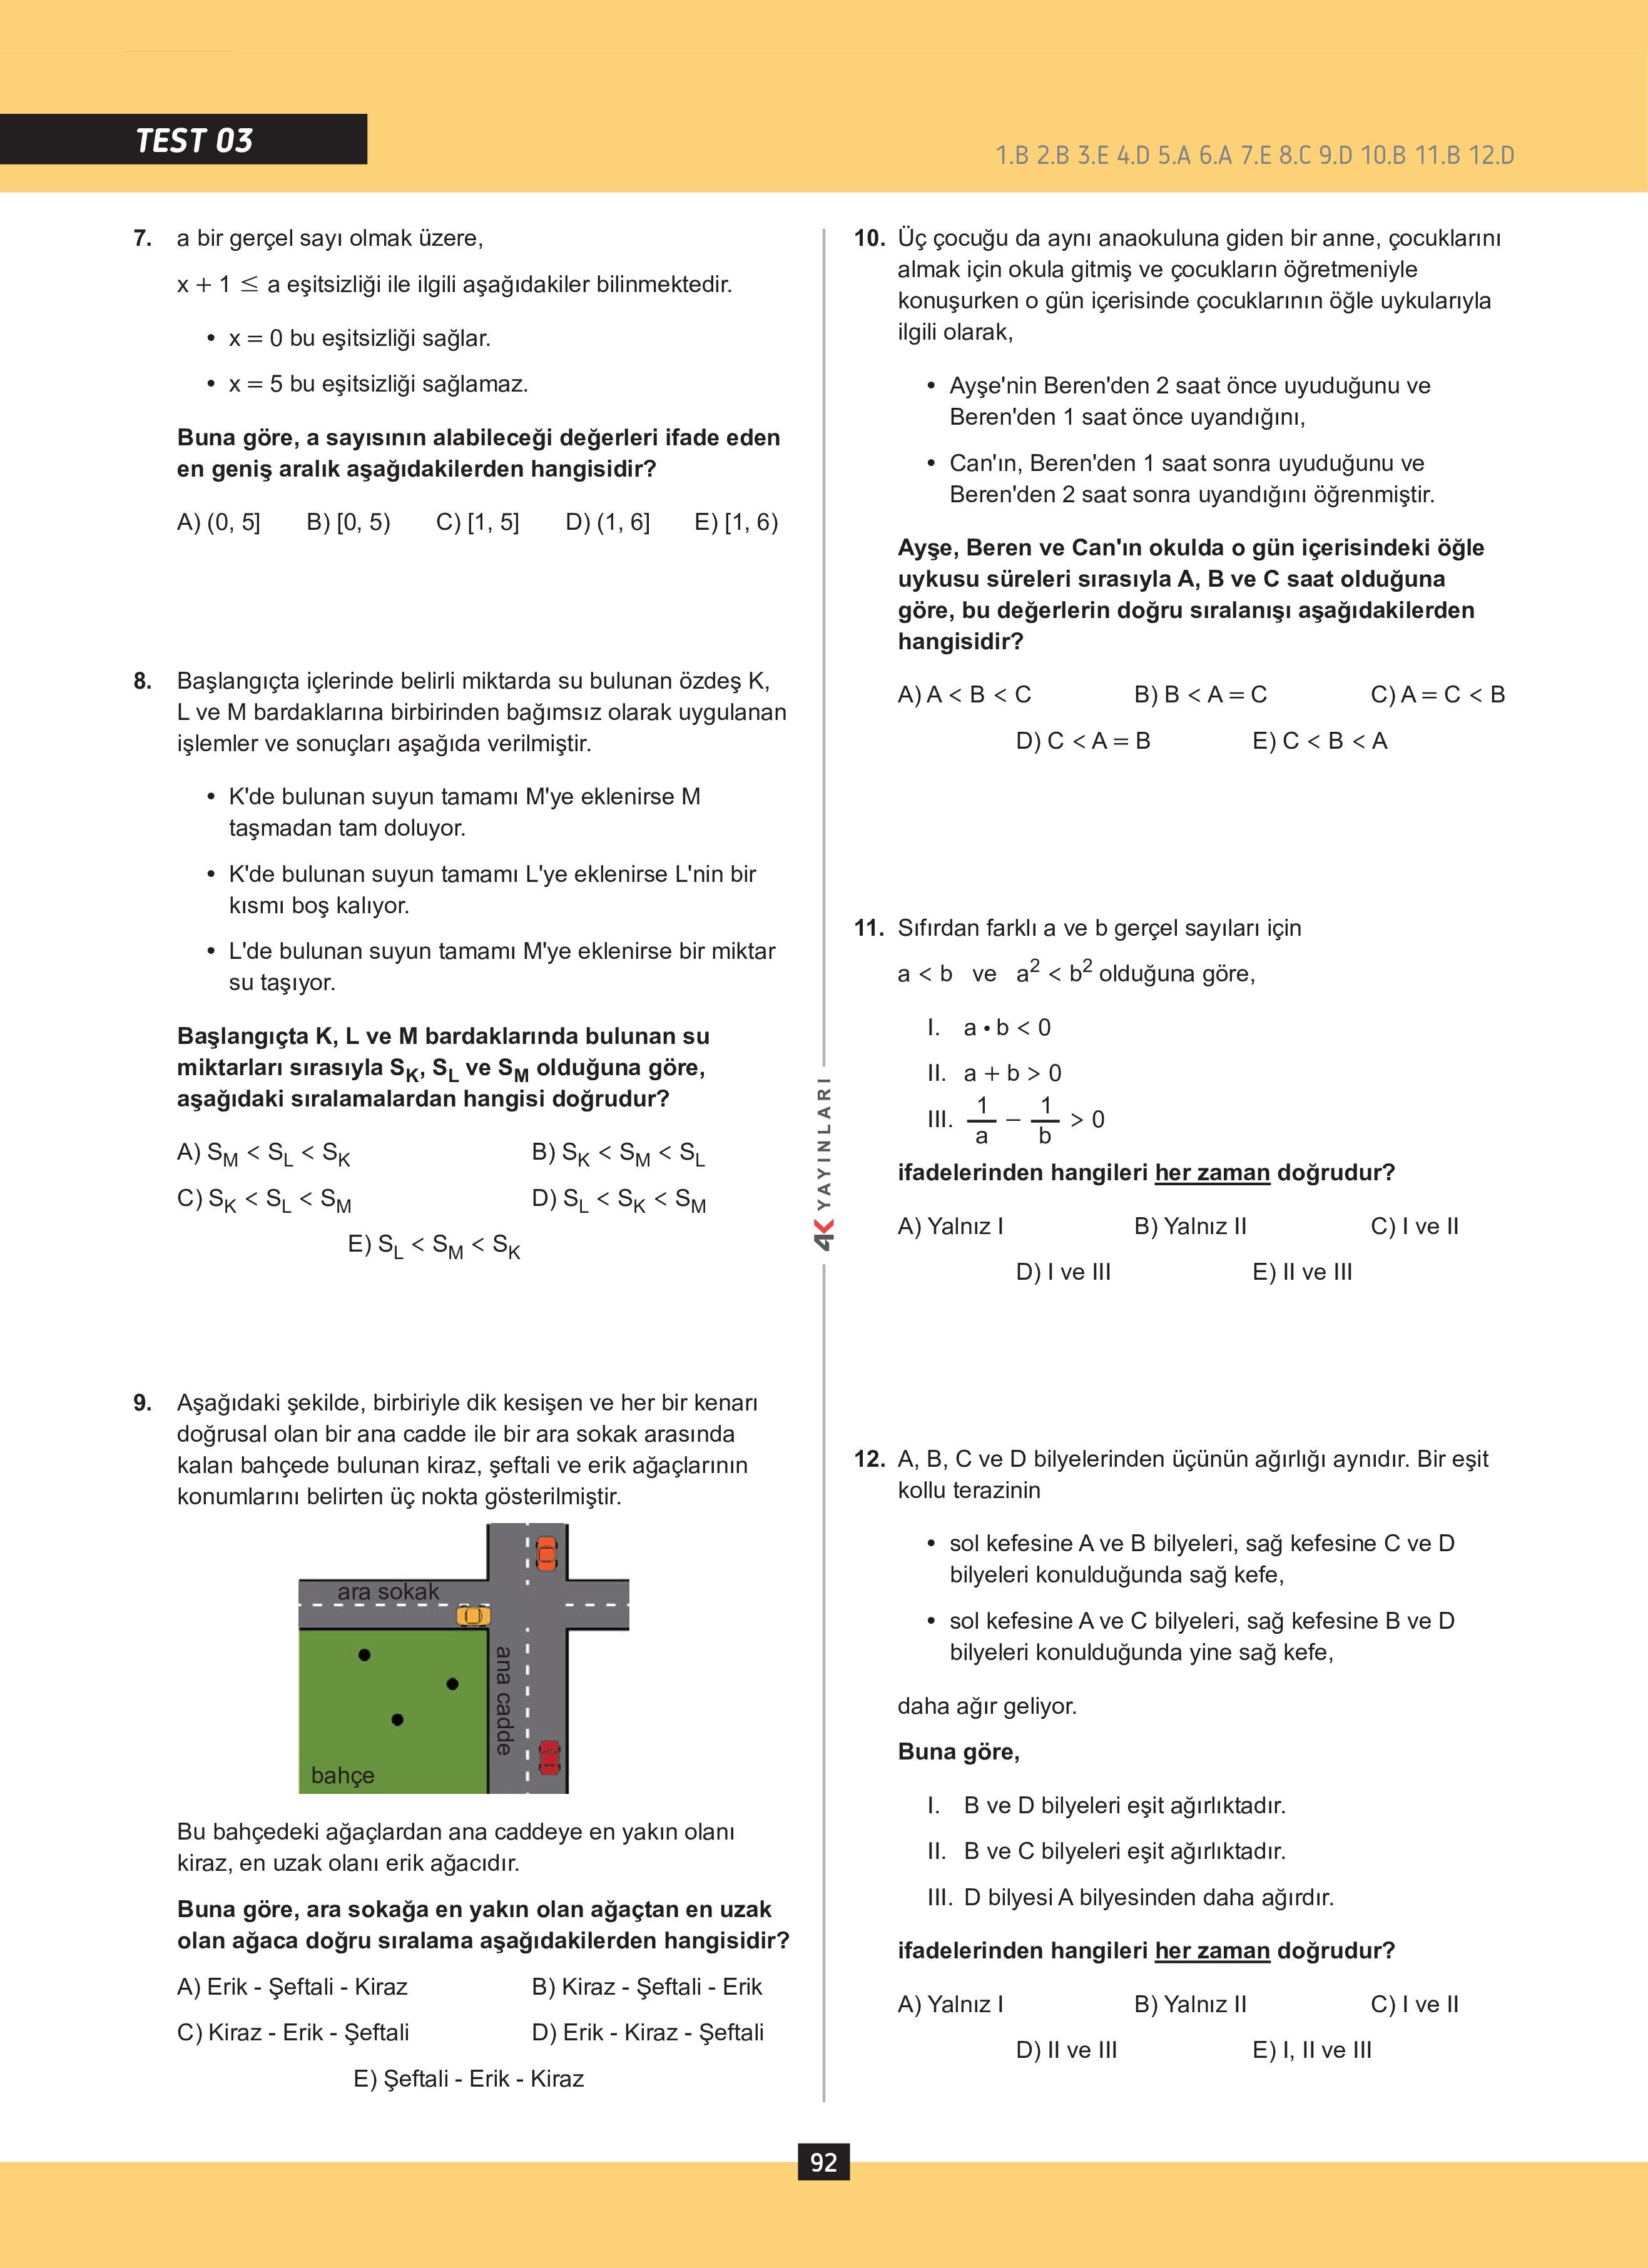 TEST 03
1.B 2.B 3.E 4.D 5.A 6.A 7.E 8.C 9.D 10.B 11.B 12.D
7. a bir gerçel sayı olmak üzere,
x + 1 ≤ a eşitsizliği ile ilgili aşağıdakiler bilinmektedir.
• x = 0 bu eşitsizliği sağlar.
• x = 5 bu eşitsizliği sağlamaz.
Buna göre, a sayısının alabileceği değerleri ifade eden
en geniş aralık aşağıdakilerden hangisidir?
A) (0, 5] B) [0, 5) C) [1, 5] D) (1, 6] E) [1, 6)
8. Başlangıçta içlerinde belirli miktarda su bulunan özdeş K,
L ve M bardaklarına birbirinden bağımsız olarak uygulanan
işlemler ve sonuçları aşağıda verilmiştir.
• K'de bulunan suyun tamamı M'ye eklenirse M
taşmadan tam doluyor.
• K'de bulunan suyun tamamı L'ye eklenirse L'nin bir
kısmı boş kalıyor.
• L'de bulunan suyun tamamı M'ye eklenirse bir miktar
su taşıyor.
Başlangıçta K, L ve M bardaklarında bulunan su
miktarları sırasıyla S_K, S_L ve S_M olduğuna göre,
aşağıdaki sıralamalardan hangisi doğrudur?
A) S_M < S_L < S_K B) S_K < S_M < S_L
C) S_K < S_L < S_M D) S_L < S_K < S_M
E) S_L < S_M < S_K
9. Aşağıdaki şekilde, birbiriyle dik kesişen ve her bir kenarı
doğrusal olan bir ana cadde ile bir ara sokak arasında
kalan bahçede bulunan kiraz, şeftali ve erik ağaçlarının
konumlarını belirten üç nokta gösterilmiştir.
ara sokak
ana cadde
bahçe
Bu bahçedeki ağaçlardan ana caddeye en yakın olanı
kiraz, en uzak olanı erik ağacıdır.
Buna göre, ara sokağa en yakın olan ağaçtan en uzak
olan ağaca doğru sıralama aşağıdakilerden hangisidir?
A) Erik - Şeftali - Kiraz B) Kiraz - Şeftali - Erik
C) Kiraz - Erik - Şeftali D) Erik - Kiraz - Şeftali
E) Şeftali - Erik - Kiraz
4K YAYINLARI
10. Üç çocuğu da aynı anaokuluna giden bir anne, çocuklarını
almak için okula gitmiş ve çocukların öğretmeniyle
konuşurken o gün içerisinde çocuklarının öğle uykularıyla
ilgili olarak,
• Ayşe'nin Beren'den 2 saat önce uyuduğunu ve
Beren'den 1 saat önce uyandığını,
• Can'ın, Beren'den 1 saat sonra uyuduğunu ve
Beren'den 2 saat sonra uyandığını öğrenmiştir.
Ayşe, Beren ve Can'ın okulda o gün içerisindeki öğle
uykusu süreleri sırasıyla A, B ve C saat olduğuna
göre, bu değerlerin doğru sıralanışı aşağıdakilerden
hangisidir?
A) A < B < C B) B < A = C C) A = C < B
D) C < A = B E) C < B < A
11. Sıfırdan farklı a ve b gerçel sayıları için
a < b ve a² < b² olduğuna göre,
I. a • b < 0
II. a + b > 0
III. 1/a − 1/b > 0
ifadelerinden hangileri her zaman doğrudur?
A) Yalnız I B) Yalnız II C) I ve II
D) I ve III E) II ve III
12. A, B, C ve D bilyelerinden üçünün ağırlığı aynıdır. Bir eşit
kollu terazinin
• sol kefesine A ve B bilyeleri, sağ kefesine C ve D
bilyeleri konulduğunda sağ kefe,
• sol kefesine A ve C bilyeleri, sağ kefesine B ve D
bilyeleri konulduğunda yine sağ kefe,
daha ağır geliyor.
Buna göre,
I. B ve D bilyeleri eşit ağırlıktadır.
II. B ve C bilyeleri eşit ağırlıktadır.
III. D bilyesi A bilyesinden daha ağırdır.
ifadelerinden hangileri her zaman doğrudur?
A) Yalnız I B) Yalnız II C) I ve II
D) II ve III E) I, II ve III
92